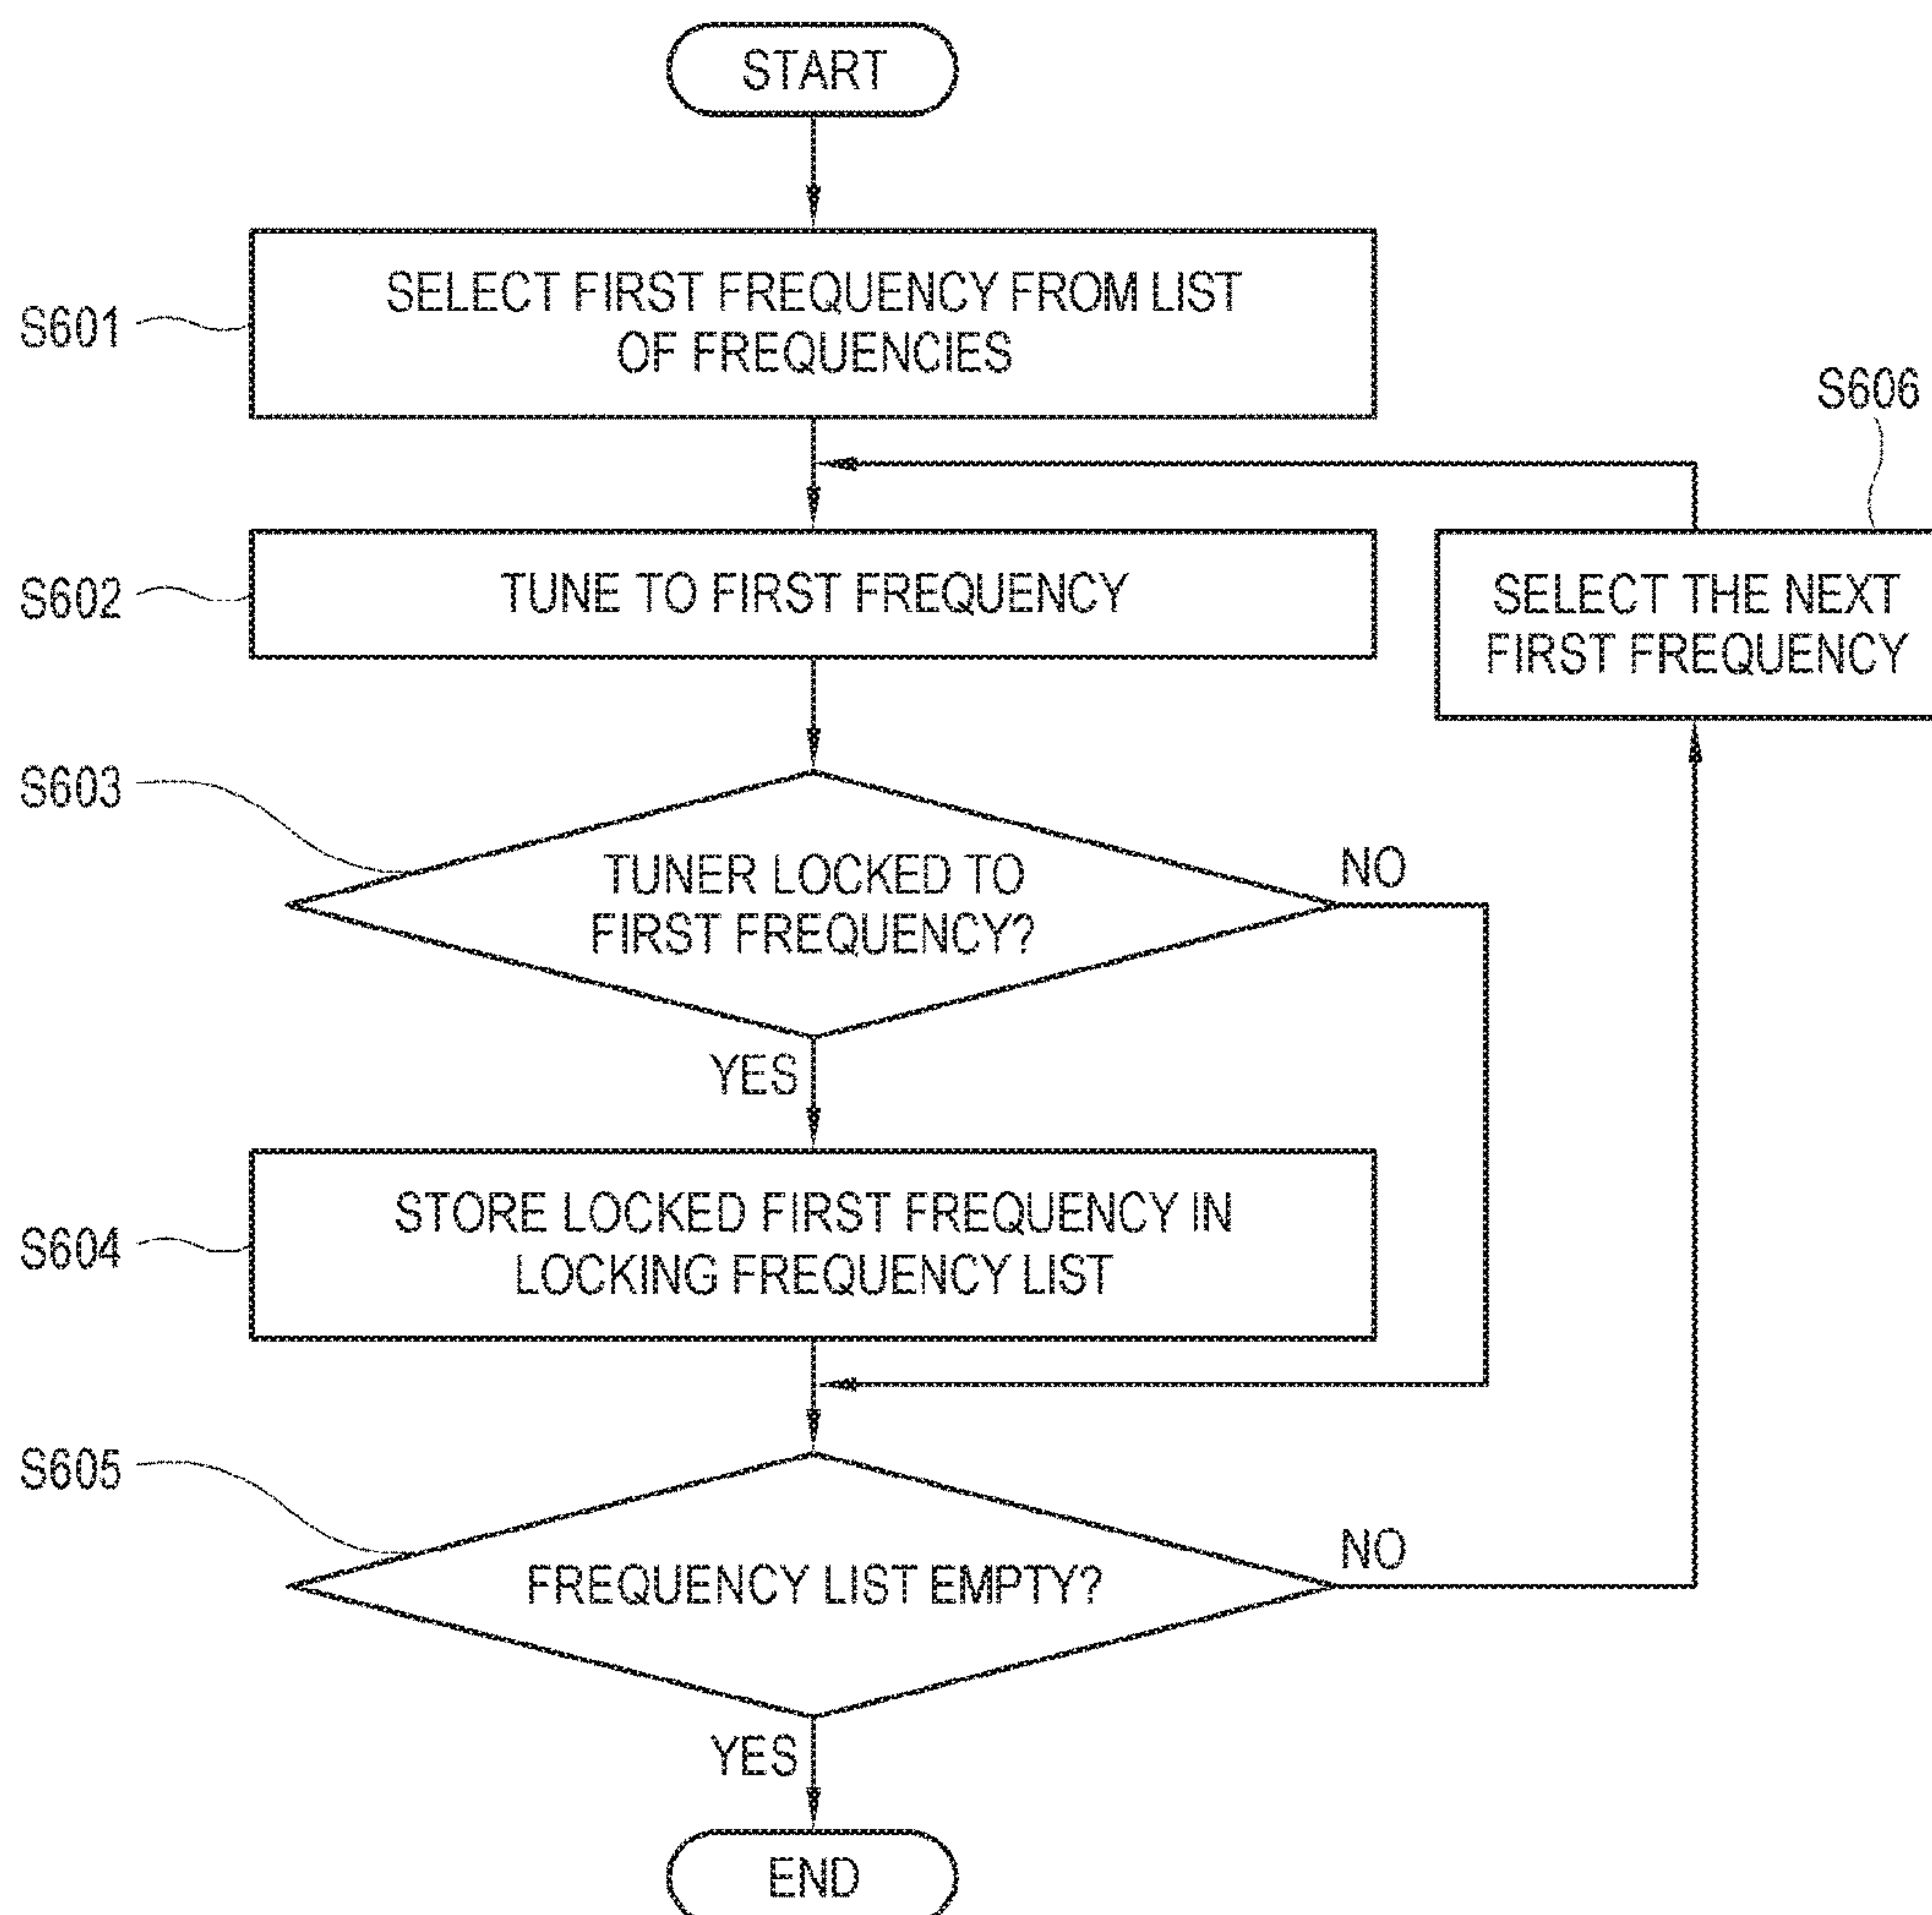 START
S601
SELECT FIRST FREQUENCY FROM LIST
OF FREQUENCIES
S606
S602
TUNE TO FIRST FREQUENCY
SELECT THE NEXT
FIRST FREQUENCY
S603
TUNER LOCKED TO
FIRST FREQUENCY?
NO
YES
S604
STORE LOCKED FIRST FREQUENCY IN
LOCKING FREQUENCY LIST
S605
FREQUENCY LIST EMPTY?
NO
YES
END